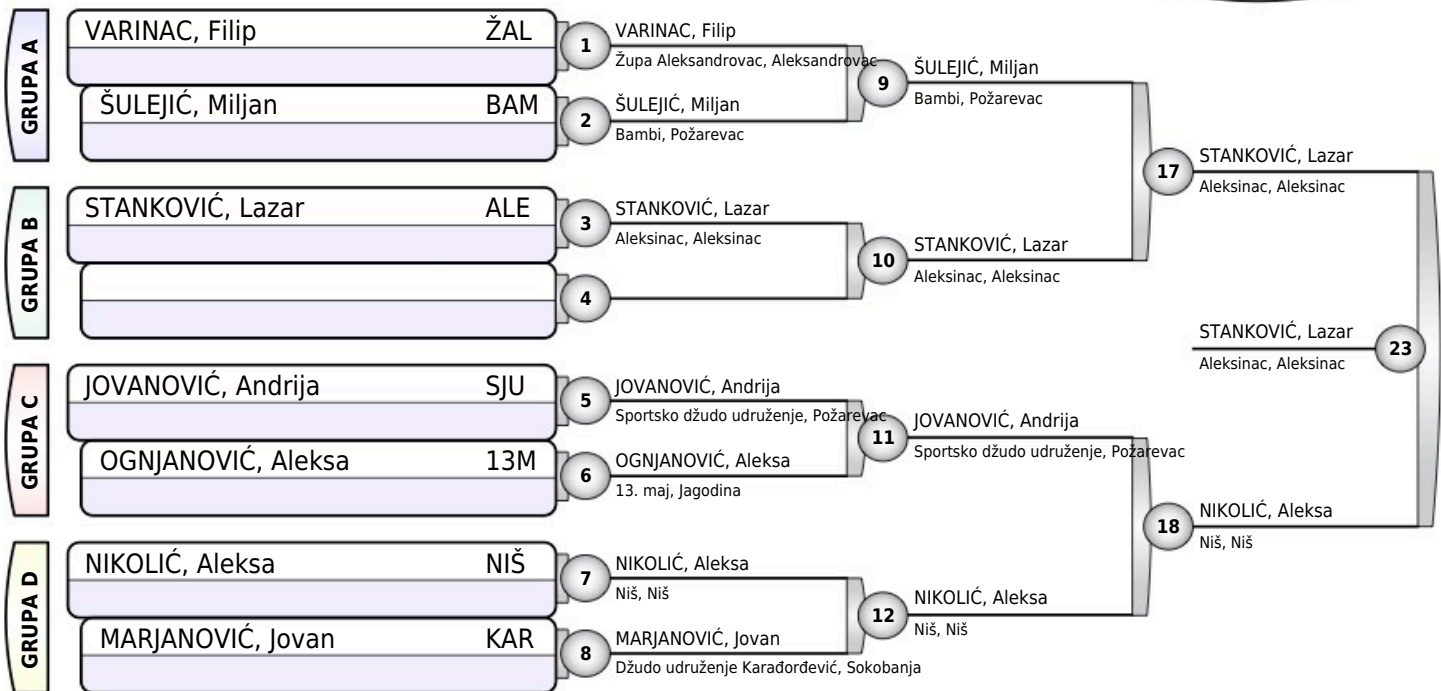 GRUPA A
VARINAC, Filip ŽAL
ŠULEJIĆ, Miljan BAM
1
VARINAC, Filip
Župa Aleksandrovac, Aleksandrovac
2
ŠULEJIĆ, Miljan
Bambi, Požarevac
9
ŠULEJIĆ, Miljan
Bambi, Požarevac
GRUPA B
STANKOVIĆ, Lazar ALE
3
STANKOVIĆ, Lazar
Aleksinac, Aleksinac
4
10
STANKOVIĆ, Lazar
Aleksinac, Aleksinac
17
STANKOVIĆ, Lazar
Aleksinac, Aleksinac
GRUPA C
JOVANOVIĆ, Andrija SJU
OGNJANOVIĆ, Aleksa 13M
5
JOVANOVIĆ, Andrija
Sportsko džudo udruženje, Požarevac
6
OGNJANOVIĆ, Aleksa
13. maj, Jagodina
11
JOVANOVIĆ, Andrija
Sportsko džudo udruženje, Požarevac
GRUPA D
NIKOLIĆ, Aleksa NIŠ
MARJANOVIĆ, Jovan KAR
7
NIKOLIĆ, Aleksa
Niš, Niš
8
MARJANOVIĆ, Jovan
Džudo udruženje Karađorđević, Sokobanja
12
NIKOLIĆ, Aleksa
Niš, Niš
18
NIKOLIĆ, Aleksa
Niš, Niš
STANKOVIĆ, Lazar
Aleksinac, Aleksinac
23